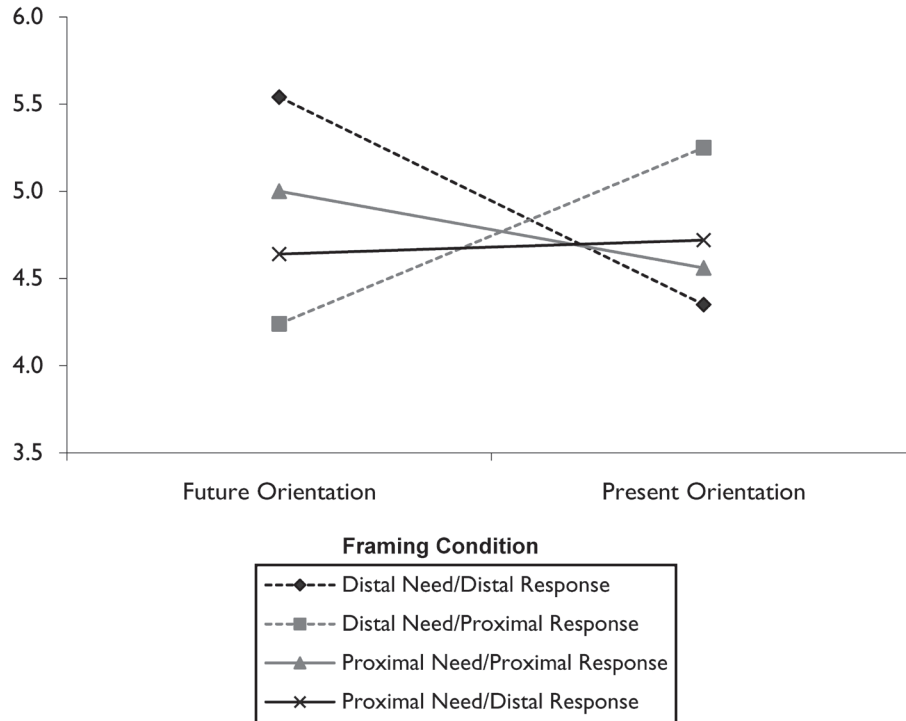 6.0
5.5
5.0
4.5
4.0
3.5
Future Orientation Present Orientation
Framing Condition
Distal Need/Distal Response
Distal Need/Proximal Response
Proximal Need/Proximal Response
Proximal Need/Distal Response